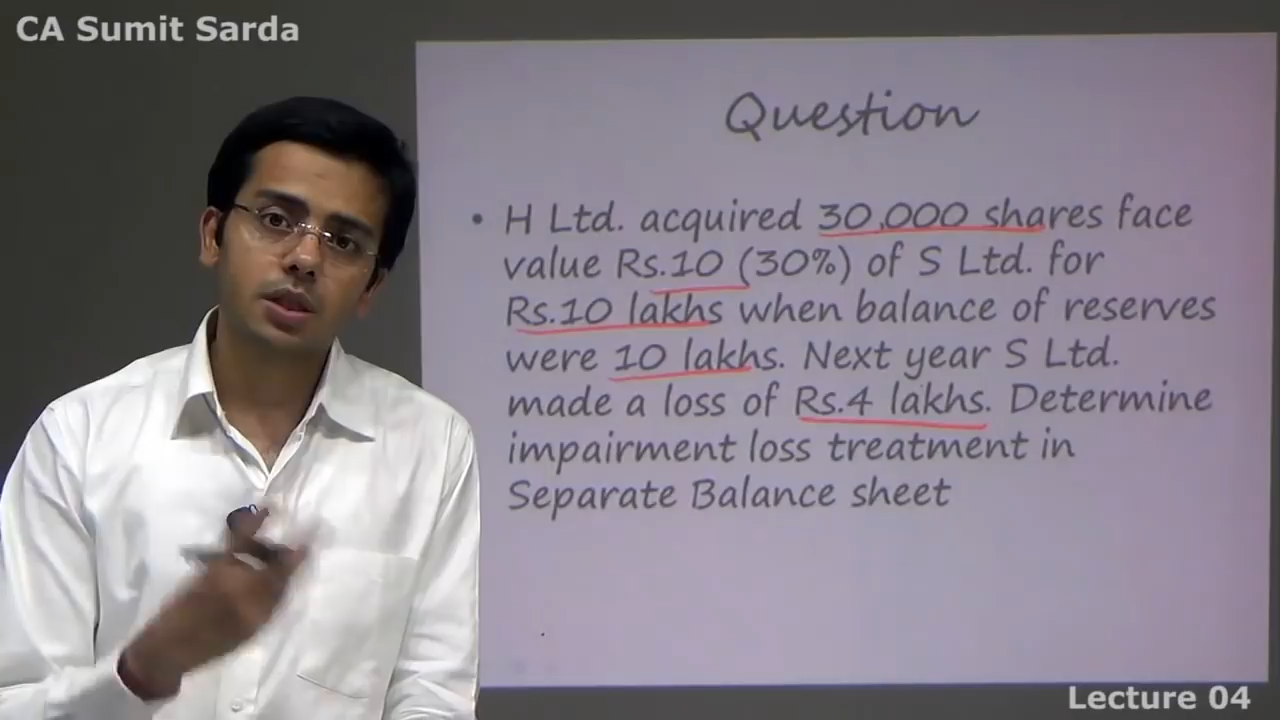 CA Sumit Sarda
Question
• H Ltd. acquired 30,000 shares face
value Rs.10 (30%) of S Ltd. for
Rs.10 lakhs when balance of reserves
were 10 lakhs. Next year S Ltd.
made a loss of Rs.4 lakhs. Determine
impairment loss treatment in
Separate Balance sheet
Lecture 04